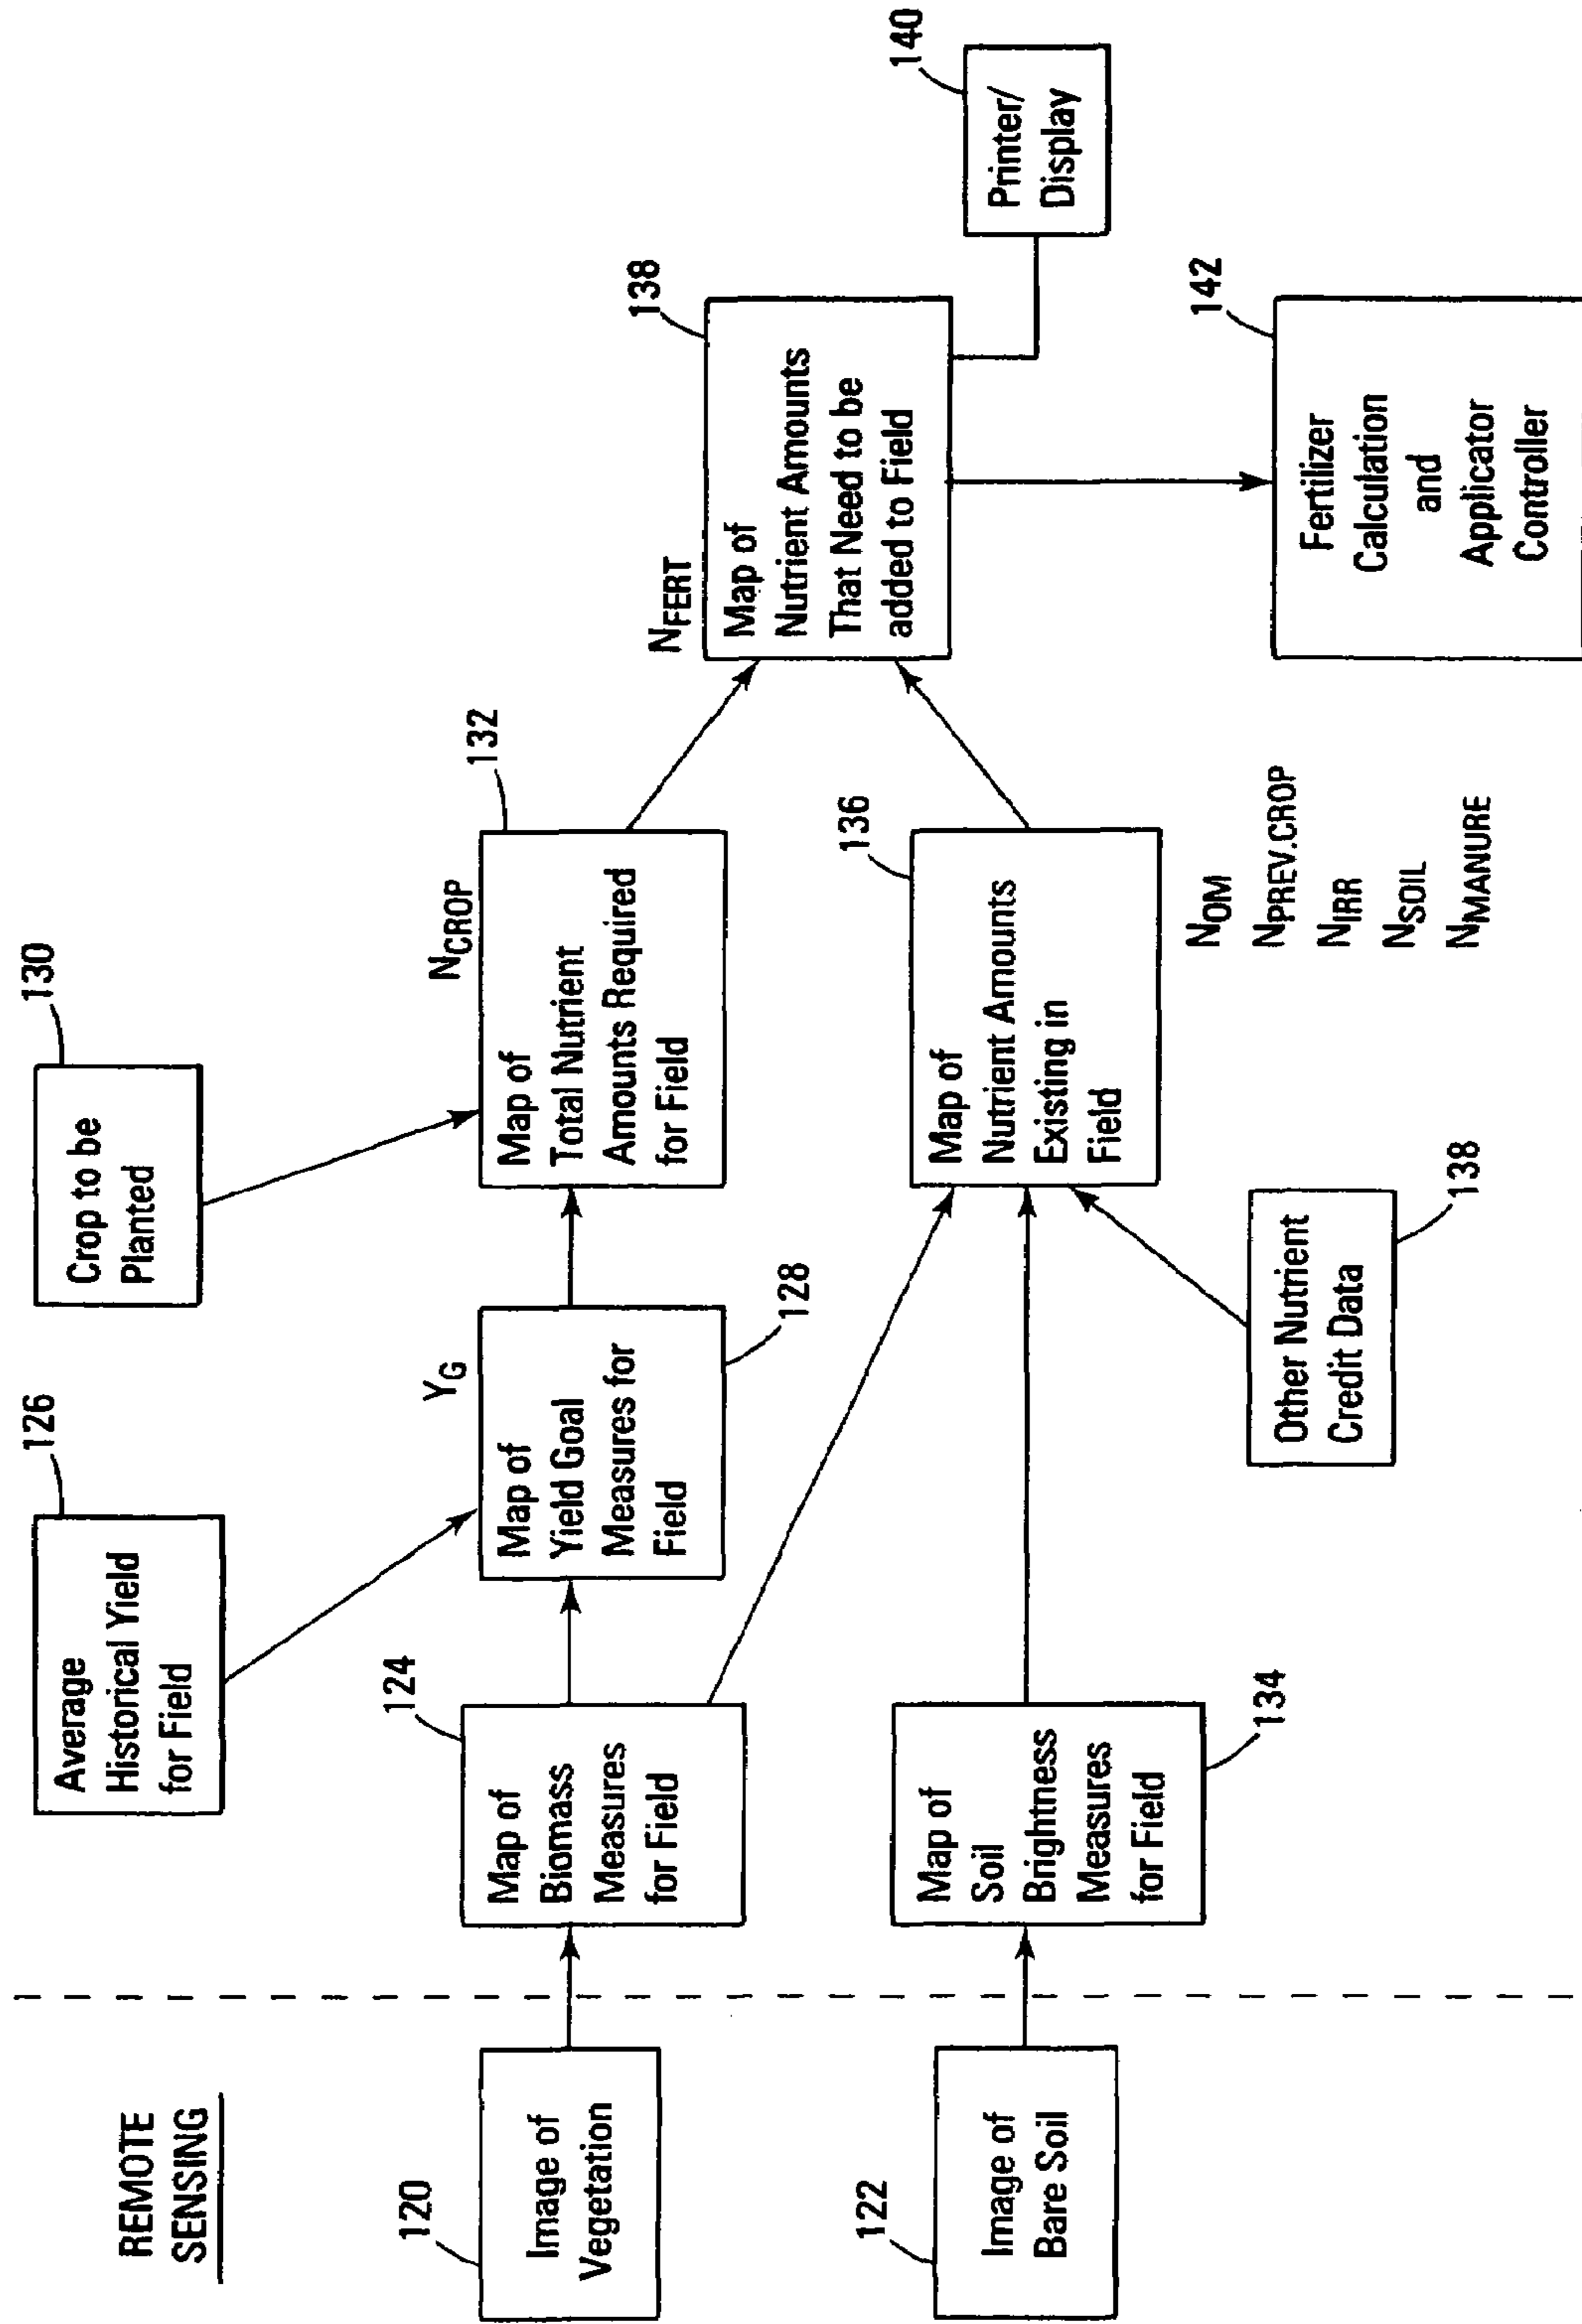 REMOTE
SENSING
120
Image of
Vegetation
122
Image of
Bare Soil
126
Average
Historical Yield
for Field
124
Map of
Biomass
Measures
for Field
Map of
Soil
Brightness
Measures
for Field
134
130
Crop to be
Planted
YG
Map of
Yield Goal
Measures for
Field
128
NCROP
132
Map of
Total Nutrient
Amounts Required
for Field
136
Map of
Nutrient Amounts
Existing in
Field
Other Nutrient
Credit Data
138
NOM
NPREV.CROP
NIRR
NSOIL
NMANURE
NFERT
138
Map of
Nutrient Amounts
That Need to be
added to Field
140
Printer/
Display
142
Fertilizer
Calculation
and
Applicator
Controller